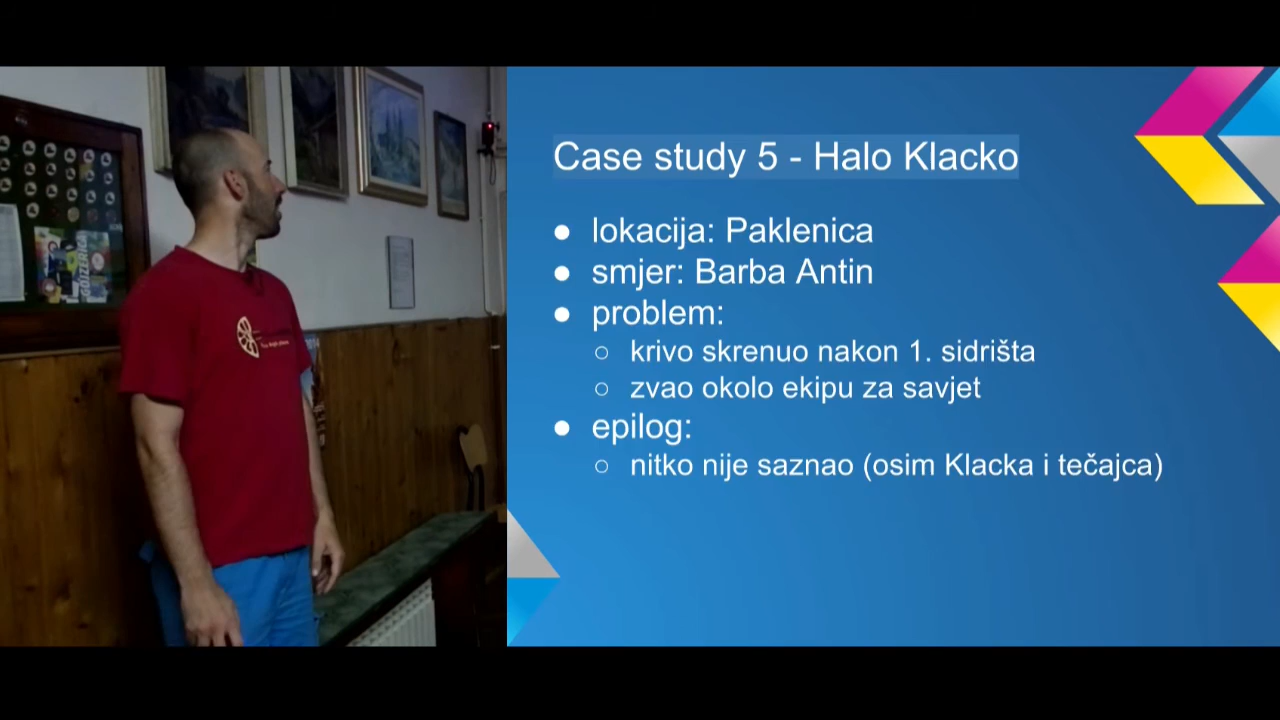 Case study 5 - Halo Klacko
● lokacija: Paklenica
● smjer: Barba Antin
● problem:
○ krivo skrenuo nakon 1. sidrišta
○ zvao okolo ekipu za savjet
● epilog:
○ nitko nije saznao (osim Klacka i tečajca)
GOJZERICA